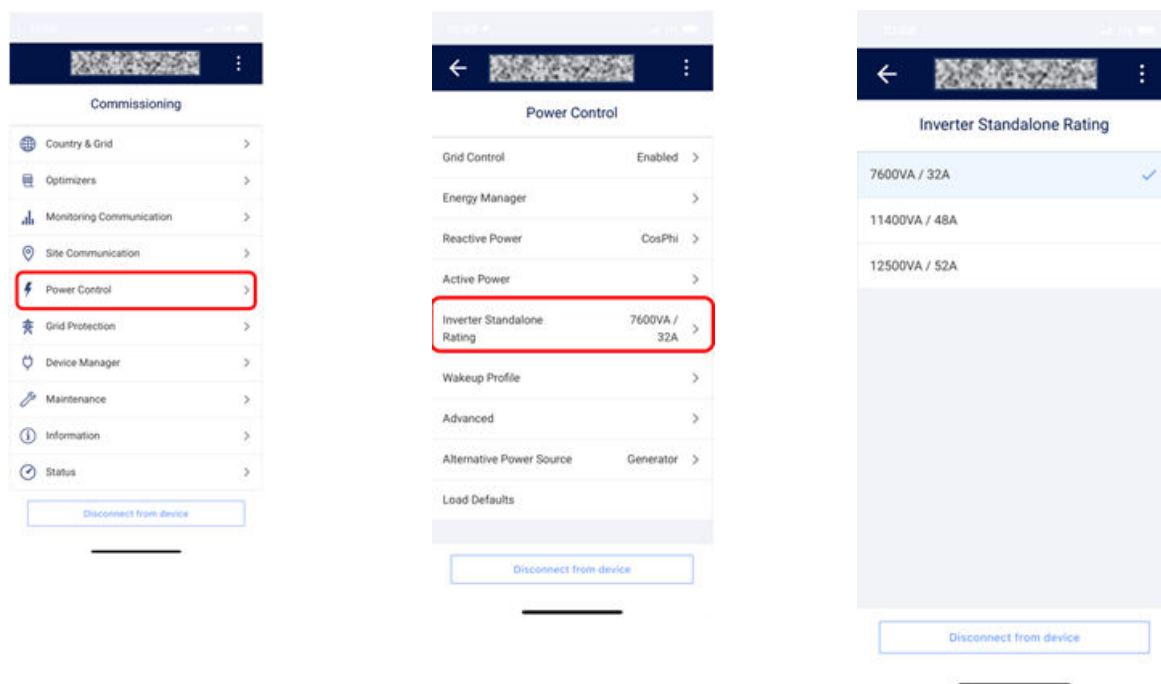 Commissioning
Country & Grid
Optimizers
Monitoring Communication
Site Communication
Power Control
Grid Protection
Device Manager
Maintenance
Information
Status
Disconnect from device
Power Control
Grid Control Enabled
Energy Manager
Reactive Power CosPhi
Active Power
Inverter Standalone 7600VA /
Rating 32A
Wakeup Profile
Advanced
Alternative Power Source Generator
Load Defaults
Disconnect from device
Inverter Standalone Rating
7600VA / 32A
11400VA / 48A
12500VA / 52A
Disconnect from device